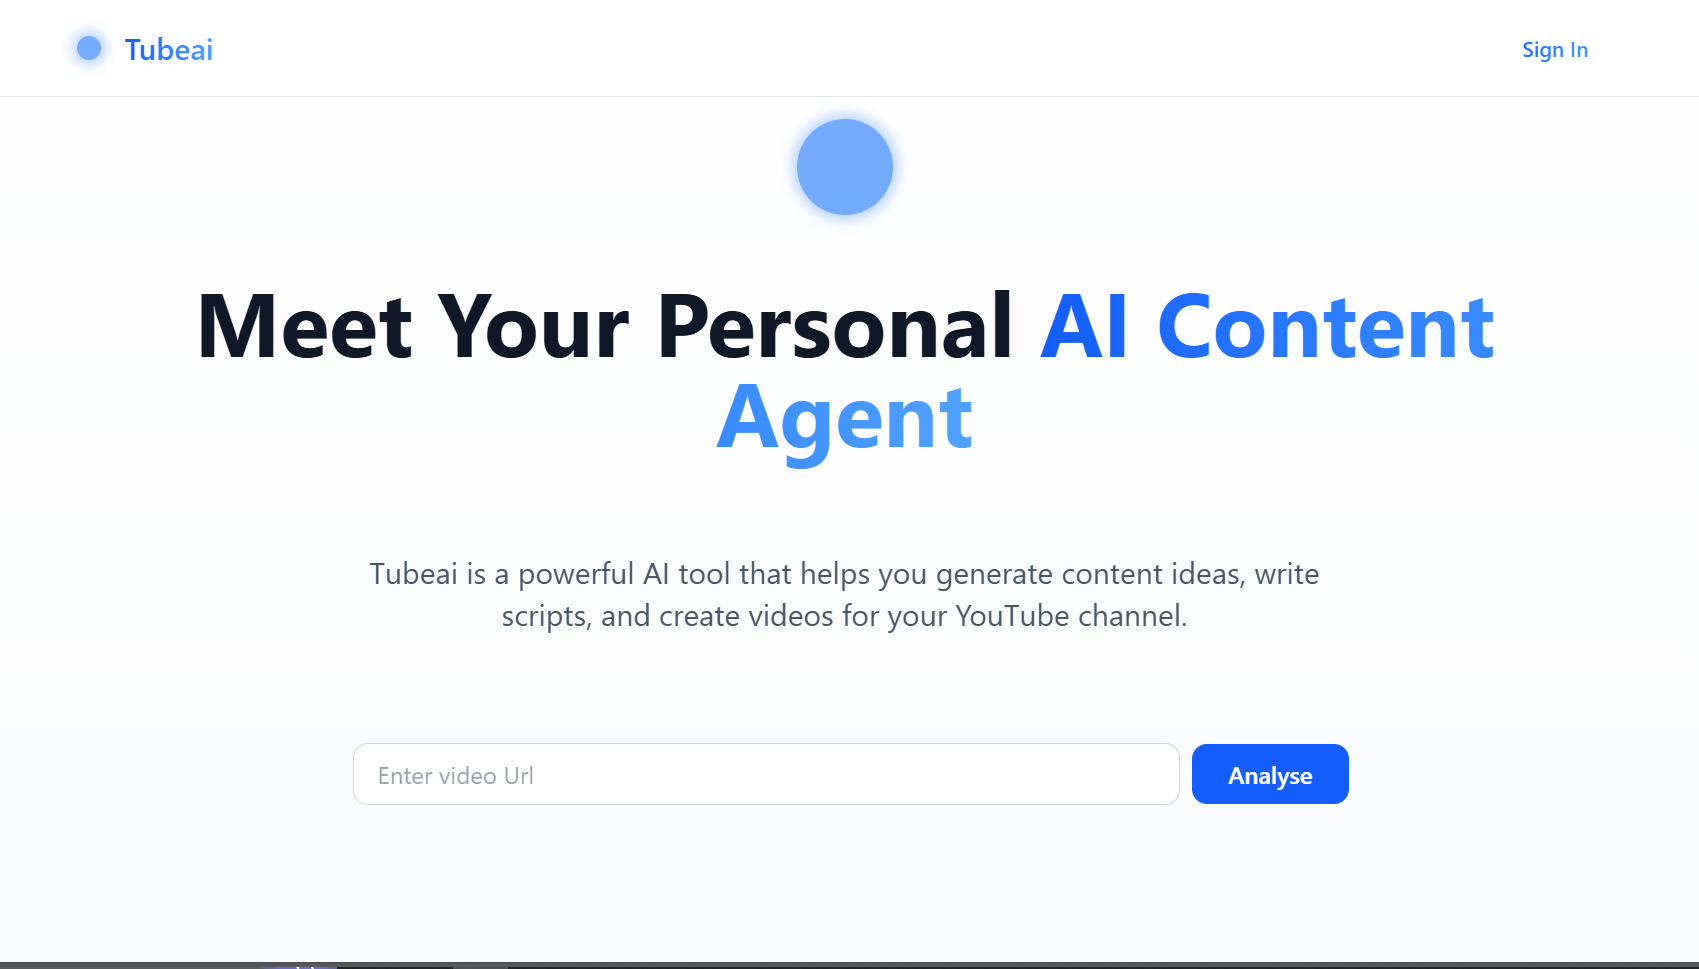 Tubeai
Sign In
Meet Your Personal AI Content
Agent
Tubeai is a powerful AI tool that helps you generate content ideas, write
scripts, and create videos for your YouTube channel.
Enter video Url
Analyse